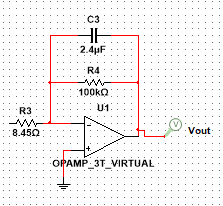 C3
2.4µF
R4
100kΩ
R3
8.45Ω
U1
OPAMP_3T_VIRTUAL
V
Vout